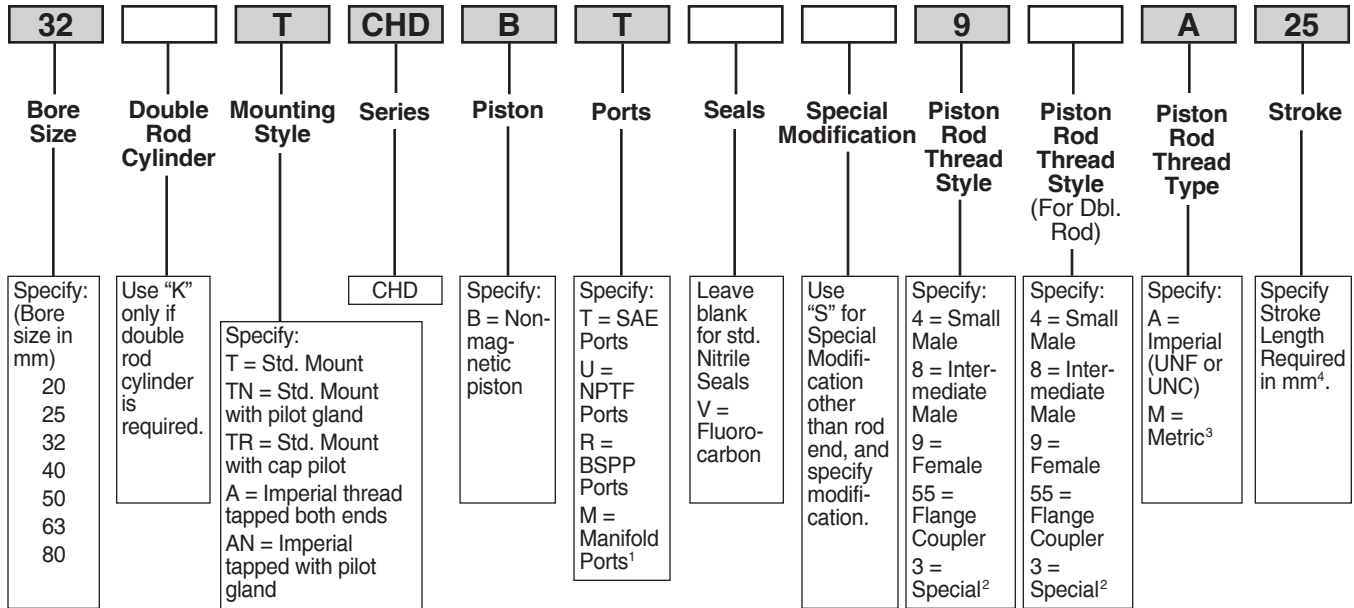 32 T CHD B T 9 A 25
Bore
Size
Double
Rod
Cylinder
Mounting
Style
Series
Piston
Ports
Seals
Special
Modification
Piston
Rod
Thread
Style
Piston
Rod
Thread
Style
(For Dbl.
Rod)
Piston
Rod
Thread
Type
Stroke
Specify:
(Bore
size in
mm)
20
25
32
40
50
63
80
Use “K”
only if
double
rod
cylinder
is
required.
Specify:
T = Std. Mount
TN = Std. Mount
with pilot gland
TR = Std. Mount
with cap pilot
A = Imperial thread
tapped both ends
AN = Imperial
tapped with pilot
gland
CHD
Specify:
B = Non-
mag-
netic
piston
Specify:
T = SAE
Ports
U =
NPTF
Ports
R =
BSPP
Ports
M =
Manifold
Ports¹
Leave
blank
for std.
Nitrile
Seals
V =
Fluoro-
carbon
Use
“S” for
Special
Modifi-
cation
other
than rod
end, and
specify
modifi-
cation.
Specify:
4 = Small
Male
8 = Inter-
mediate
Male
9 =
Female
55 =
Flange
Coupler
3 =
Special²
Specify:
4 = Small
Male
8 = Inter-
mediate
Male
9 =
Female
55 =
Flange
Coupler
3 =
Special²
Specify:
A =
Imperial
(UNF or
UNC)
M =
Metric³
Specify
Stroke
Length
Required
in mm⁴.